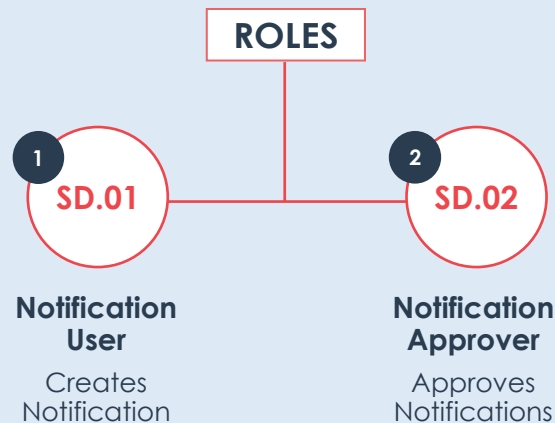 ROLES
1
SD.01
Notification
User
Creates
Notification
2
SD.02
Notification
Approver
Approves
Notifications